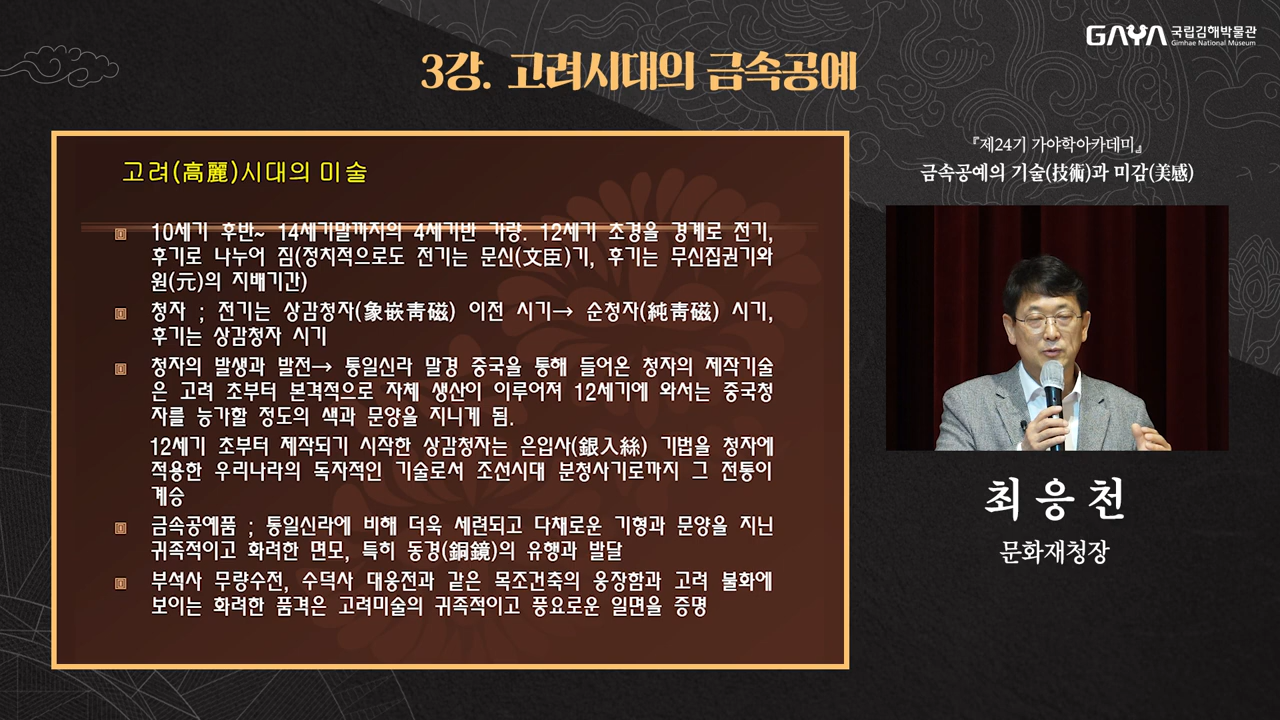 GAYA 국립김해박물관
Gimhae National Museum
3강. 고려시대의 금속공예
『제24기 가야학아카데미』
금속공예의 기술(技術)과 미감(美感)
고려(高麗)시대의 미술
10세기 후반~ 14세기말까지의 4세기반 가량. 12세기 초경을 경계로 전기,
후기로 나누어 짐(정치적으로도 전기는 문신(文臣)기, 후기는 무신집권기와
원(元)의 지배기간)
청자 ; 전기는 상감청자(象嵌靑磁) 이전 시기→ 순청자(純靑磁) 시기,
후기는 상감청자 시기
청자의 발생과 발전→ 통일신라 말경 중국을 통해 들어온 청자의 제작기술
은 고려 초부터 본격적으로 자체 생산이 이루어져 12세기에 와서는 중국청
자를 능가할 정도의 색과 문양을 지니게 됨.
12세기 초부터 제작되기 시작한 상감청자는 은입사(銀入絲) 기법을 청자에
적용한 우리나라의 독자적인 기술로서 조선시대 분청사기로까지 그 전통이
계승
금속공예품 ; 통일신라에 비해 더욱 세련되고 다채로운 기형과 문양을 지닌
귀족적이고 화려한 면모, 특히 동경(銅鏡)의 유행과 발달
부석사 무량수전, 수덕사 대웅전과 같은 목조건축의 웅장함과 고려 불화에
보이는 화려한 품격은 고려미술의 귀족적이고 풍요로운 일면을 증명
최응천
문화재청장